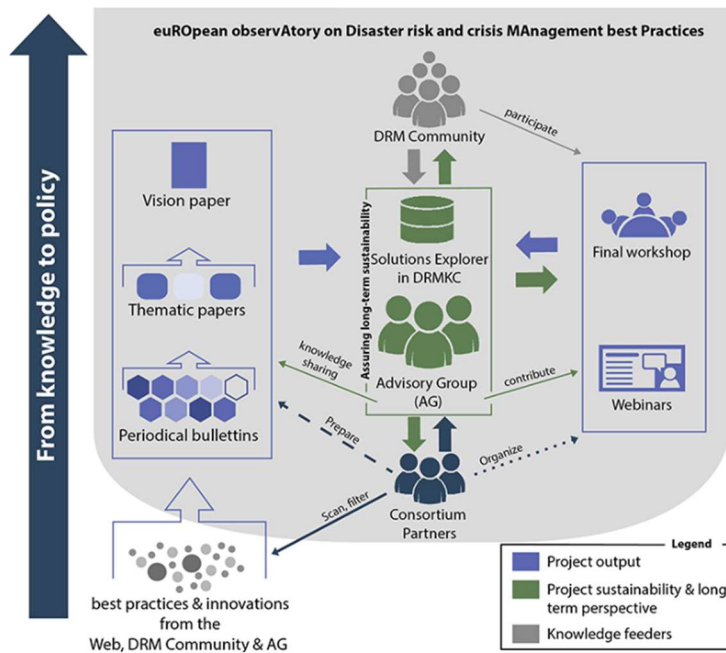 euROpean observAtory on Disaster risk and crisis MAnagement best Practices
From knowledge to policy
DRM Community
participate
Vision paper
Thematic papers
Periodical bullettins
Assuring long-term sustainability
Solutions Explorer
in DRMKC
Advisory Group
(AG)
Final workshop
Webinars
knowledge
sharing
contribute
Prepare
Organize
Scan, filter
Consortium
Partners
best practices & innovations
from the
Web, DRM Community & AG
Legend
Project output
Project sustainability & long
term perspective
Knowledge feeders